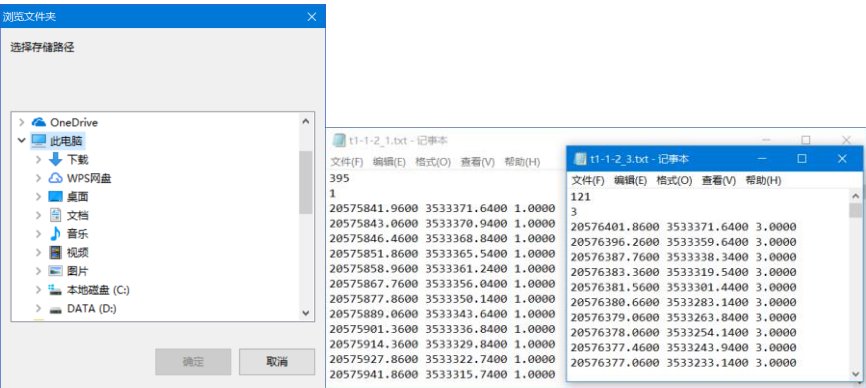 浏览文件夹
选择存储路径
OneDrive
此电脑
下载
WPS网盘
桌面
文档
音乐
视频
图片
本地磁盘 (C:)
DATA (D:)
确定
取消
t1-1-2_1.txt - 记事本
文件(F) 编辑(E) 格式(O) 查看(V) 帮助(H)
395
1
20575841.9600 3533371.6400 1.0000
20575843.0600 3533370.9400 1.0000
20575846.4600 3533368.8400 1.0000
20575851.8600 3533365.5400 1.0000
20575858.9600 3533361.2400 1.0000
20575867.7600 3533356.0400 1.0000
20575877.8600 3533350.1400 1.0000
20575889.0600 3533343.6400 1.0000
20575901.3600 3533336.8400 1.0000
20575914.3600 3533329.8400 1.0000
20575927.8600 3533322.7400 1.0000
20575941.8600 3533315.7400 1.0000
t1-1-2_3.txt - 记事本
文件(F) 编辑(E) 格式(O) 查看(V) 帮助(H)
121
3
20576401.8600 3533371.6400 3.0000
20576396.2600 3533359.6400 3.0000
20576387.7600 3533338.3400 3.0000
20576383.3600 3533319.5400 3.0000
20576381.5600 3533301.4400 3.0000
20576380.6600 3533283.1400 3.0000
20576379.0600 3533263.8400 3.0000
20576378.0600 3533254.1400 3.0000
20576377.4600 3533243.9400 3.0000
20576377.0600 3533233.1400 3.0000